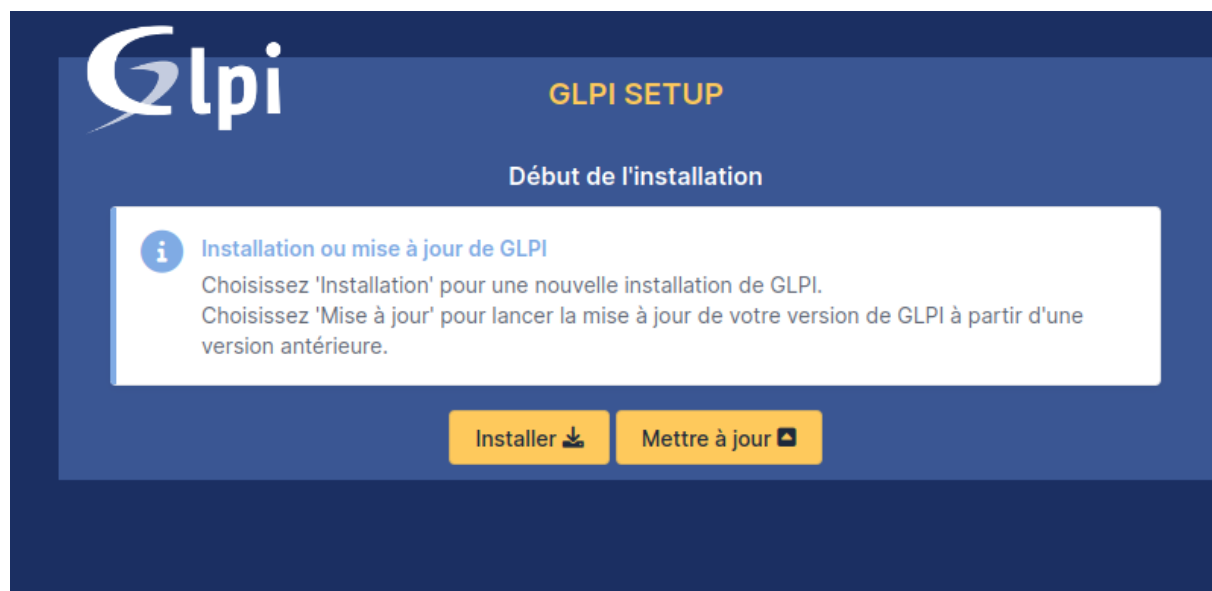 Glpi
GLPI SETUP
Début de l'installation
Installation ou mise à jour de GLPI
Choisissez 'Installation' pour une nouvelle installation de GLPI.
Choisissez 'Mise à jour' pour lancer la mise à jour de votre version de GLPI à partir d'une
version antérieure.
Installer
Mettre à jour